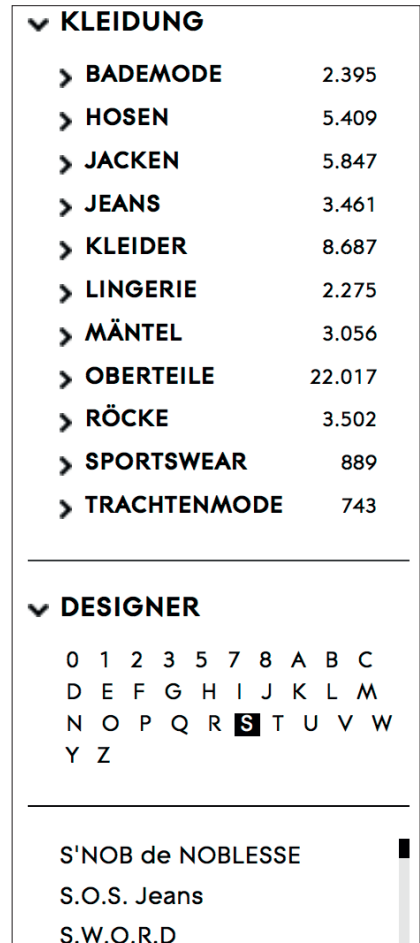 KLEIDUNG
BADEMODE 2.395
HOSEN 5.409
JACKEN 5.847
JEANS 3.461
KLEIDER 8.687
LINGERIE 2.275
MÄNTEL 3.056
OBERTEILE 22.017
RÖCKE 3.502
SPORTSWEAR 889
TRACHTENMODE 743
DESIGNER
0 1 2 3 5 7 8 A B C
D E F G H I J K L M
N O P Q R S T U V W
Y Z
S'NOB de NOBLESSE
S.O.S. Jeans
S.W.O.R.D